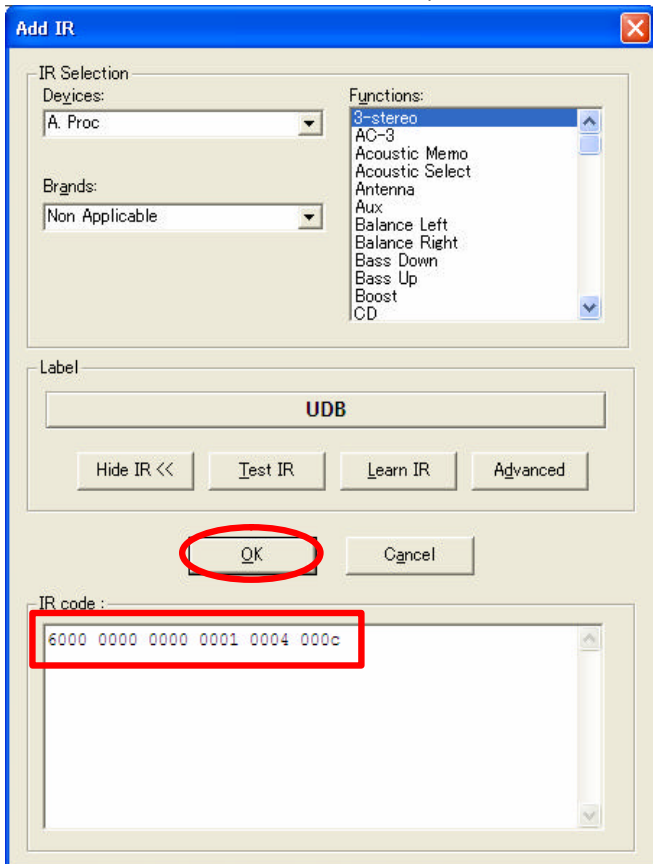 Add IR
IR Selection
Devices:
A. Proc
Brands:
Non Applicable
Functions:
3-stereo
AC-3
Acoustic Memo
Acoustic Select
Antenna
Aux
Balance Left
Balance Right
Bass Down
Bass Up
Boost
CD
Label
UDB
Hide IR << Test IR Learn IR Advanced
OK Cancel
IR code :
6000 0000 0000 0001 0004 000c